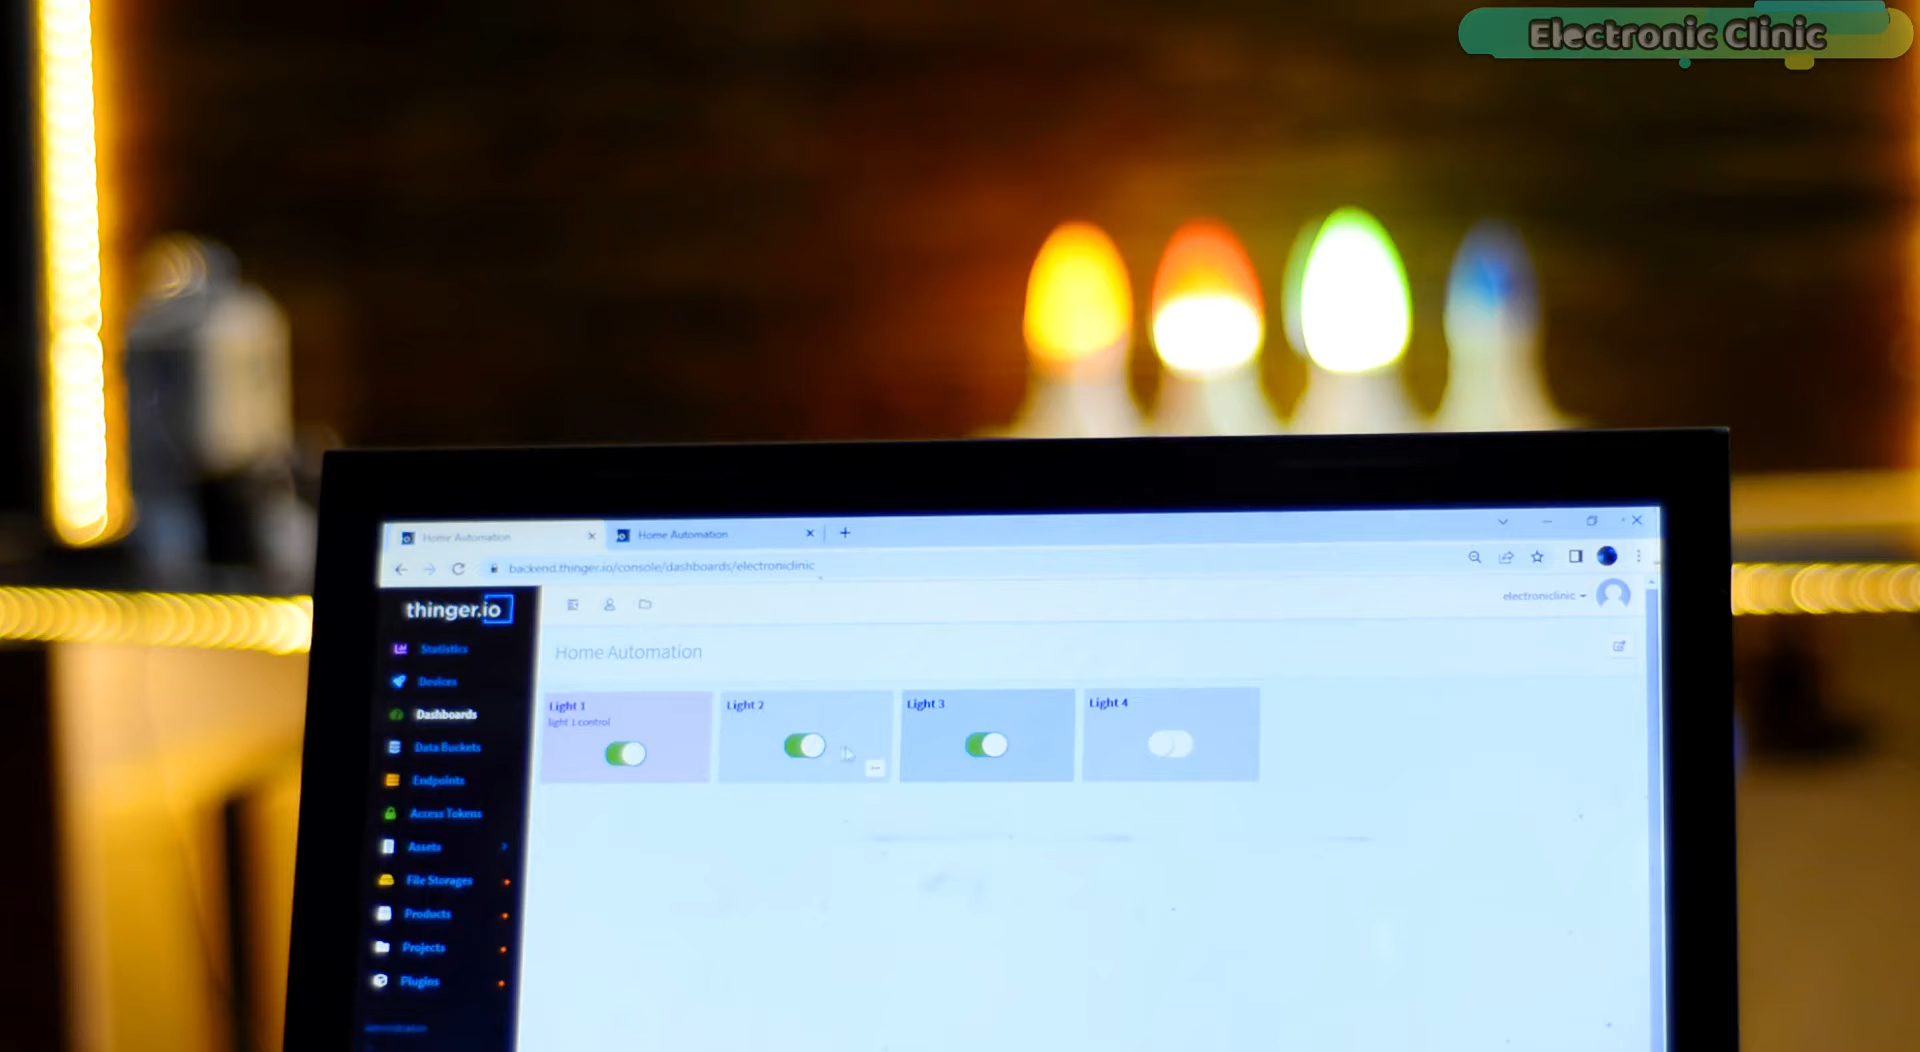 Electronic Clinic
Home Automation
Home Automation
backend.thinger.io/console/dashboards/electroniclinic
thinger.io
electroniclinic
Statistics
Home Automation
Devices
Light 1
Light 2
Light 3
Light 4
light 1 control
Dashboards
Data Buckets
Endpoints
Access Tokens
Assets
File Storages
Products
Projects
Plugins